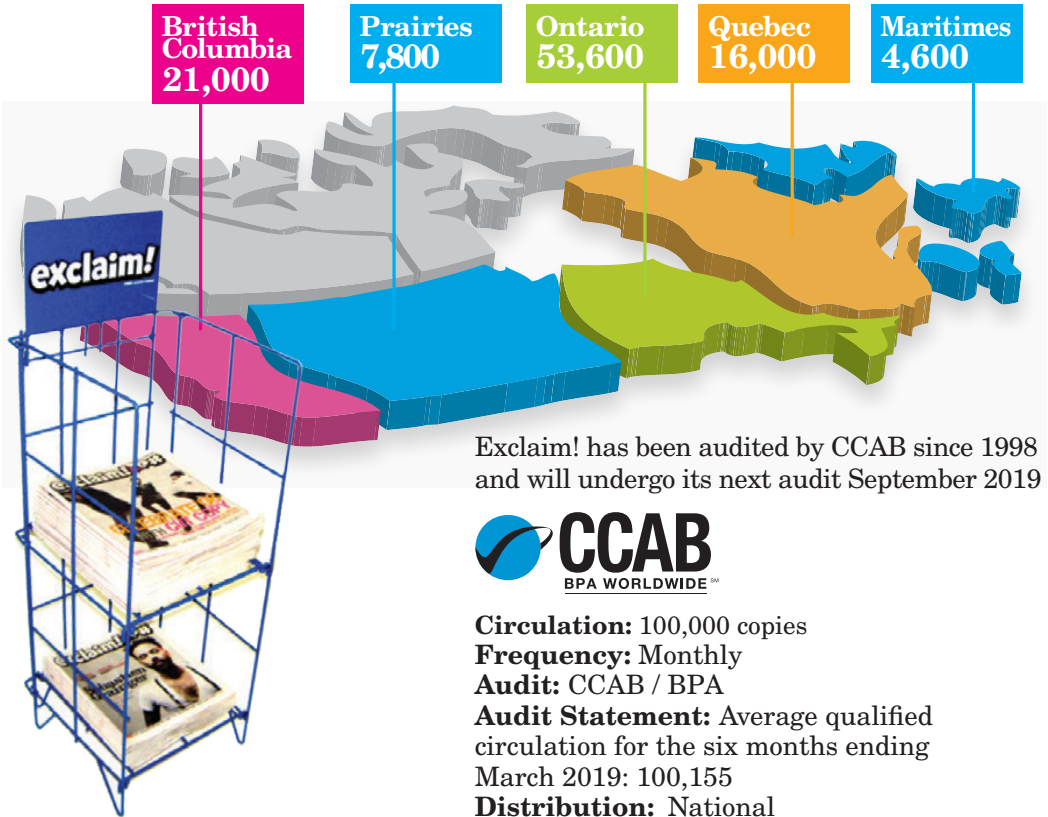 British
Columbia
21,000
Prairies
7,800
Ontario
53,600
Quebec
16,000
Maritimes
4,600
exclaim!
Exclaim! has been audited by CCAB since 1998
and will undergo its next audit September 2019
CCAB
BPA WORLDWIDE℠
Circulation: 100,000 copies
Frequency: Monthly
Audit: CCAB / BPA
Audit Statement: Average qualified
circulation for the six months ending
March 2019: 100,155
Distribution: National
CUT COPY